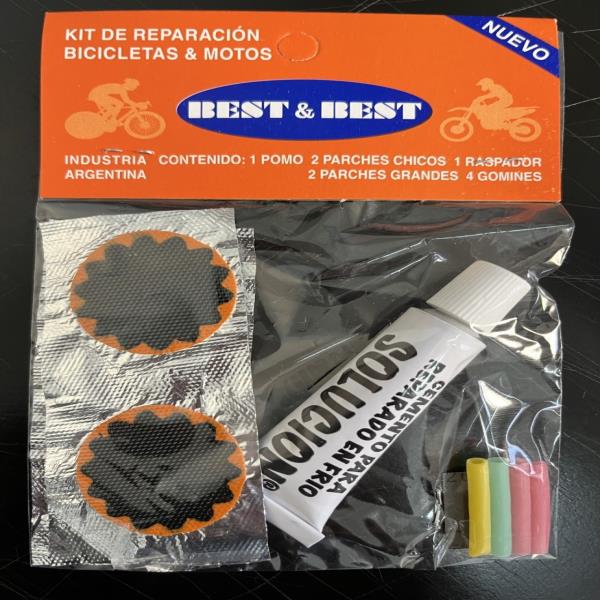 KIT DE REPARACIÓN
BICICLETAS & MOTOS
NUEVO
BEST & BEST
INDUSTRIA
ARGENTINA
CONTENIDO: 1 POMO 2 PARCHES CHICOS 1 RASPADOR
2 PARCHES GRANDES 4 GOMINES
SOLUCION®
CEMENTO PARA
REPARADO EN FRIO